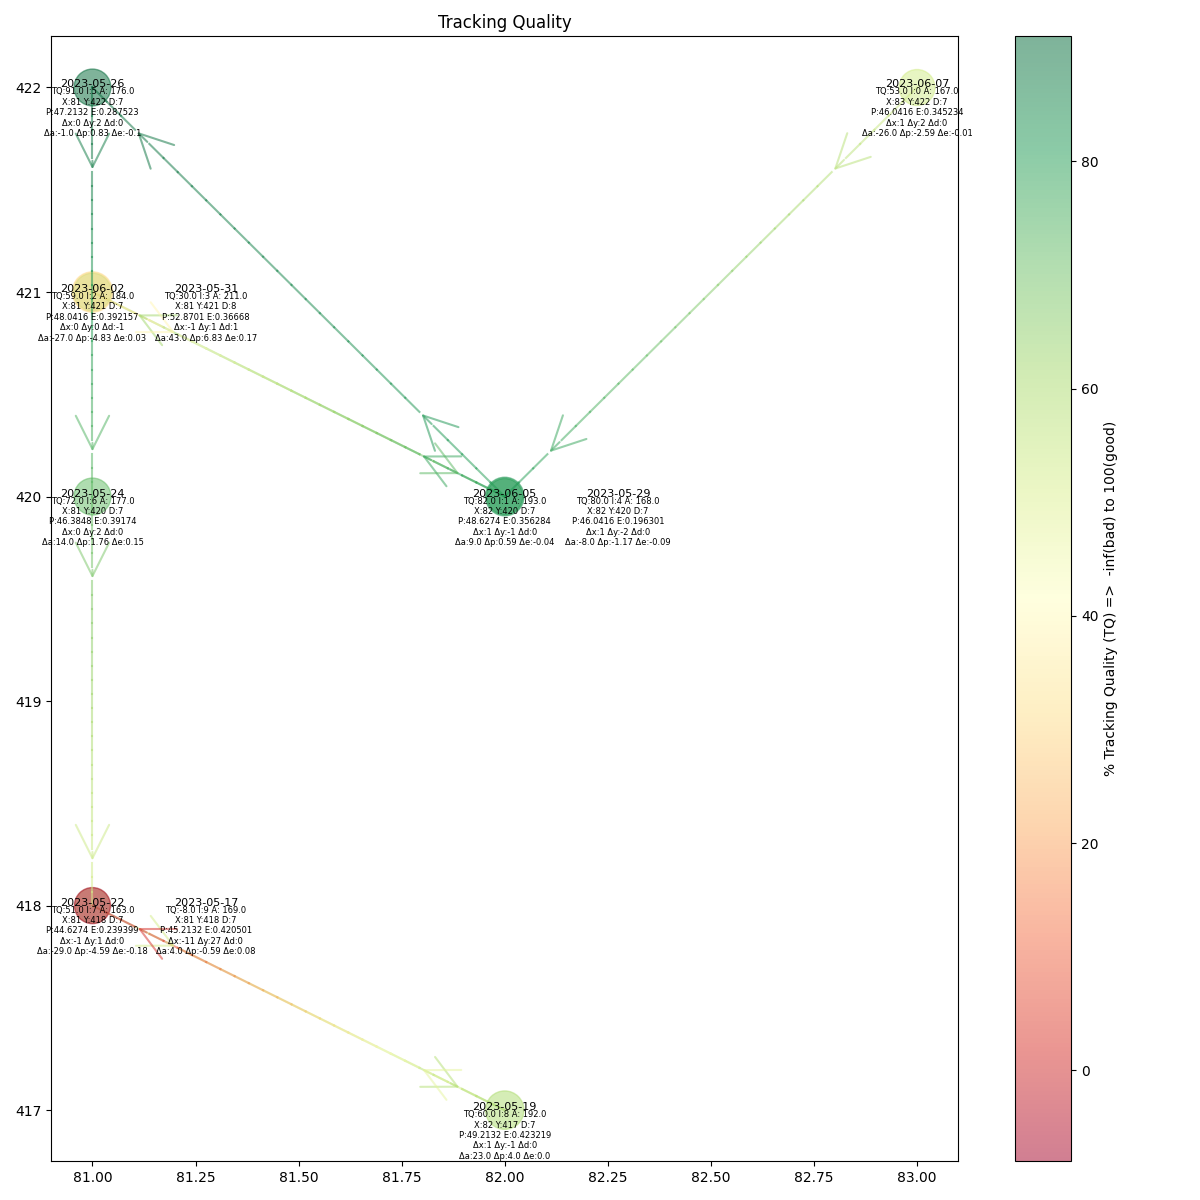 Tracking Quality
422
421
420
419
418
417
2023-05-26
TQ:91.0 I:5 A: 176.0
X:81 Y:422 D:7
P:47.2132 E:0.287523
Δx:0 Δy:2 Δd:0
Δa:-1.0 Δp:0.83 Δe:-0.1
2023-06-07
TQ:53.0 I:0 A: 167.0
X:83 Y:422 D:7
P:46.0416 E:0.345234
Δx:1 Δy:2 Δd:0
Δa:-26.0 Δp:-2.59 Δe:-0.01
2023-06-02
TQ:59.0 I:2 A: 184.0
X:81 Y:421 D:7
P:48.0416 E:0.392157
Δx:0 Δy:0 Δd:-1
Δa:-27.0 Δp:-4.83 Δe:0.03
2023-05-31
TQ:30.0 I:3 A: 211.0
X:81 Y:421 D:8
P:52.8701 E:0.36668
Δx:-1 Δy:1 Δd:1
Δa:43.0 Δp:6.83 Δe:0.17
2023-05-24
TQ:72.0 I:6 A: 177.0
X:81 Y:420 D:7
P:46.3848 E:0.39174
Δx:0 Δy:2 Δd:0
Δa:14.0 Δp:1.76 Δe:0.15
2023-06-05
TQ:82.0 I:1 A: 193.0
X:82 Y:420 D:7
P:48.6274 E:0.356284
Δx:1 Δy:-1 Δd:0
Δa:9.0 Δp:0.59 Δe:-0.04
2023-05-29
TQ:80.0 I:4 A: 168.0
X:82 Y:420 D:7
P:46.0416 E:0.196301
Δx:1 Δy:-2 Δd:0
Δa:-8.0 Δp:-1.17 Δe:-0.09
2023-05-22
TQ:51.0 I:7 A: 163.0
X:81 Y:418 D:7
P:44.6274 E:0.239399
Δx:-1 Δy:1 Δd:0
Δa:-29.0 Δp:-4.59 Δe:-0.18
2023-05-17
TQ:-8.0 I:9 A: 169.0
X:81 Y:418 D:7
P:45.2132 E:0.420501
Δx:-11 Δy:27 Δd:0
Δa:4.0 Δp:-0.59 Δe:0.08
2023-05-19
TQ:60.0 I:8 A: 192.0
X:82 Y:417 D:7
P:49.2132 E:0.423219
Δx:1 Δy:-1 Δd:0
Δa:23.0 Δp:4.0 Δe:0.0
81.00 81.25 81.50 81.75 82.00 82.25 82.50 82.75 83.00
80
60
40
20
0
% Tracking Quality (TQ) => -inf(bad) to 100(good)